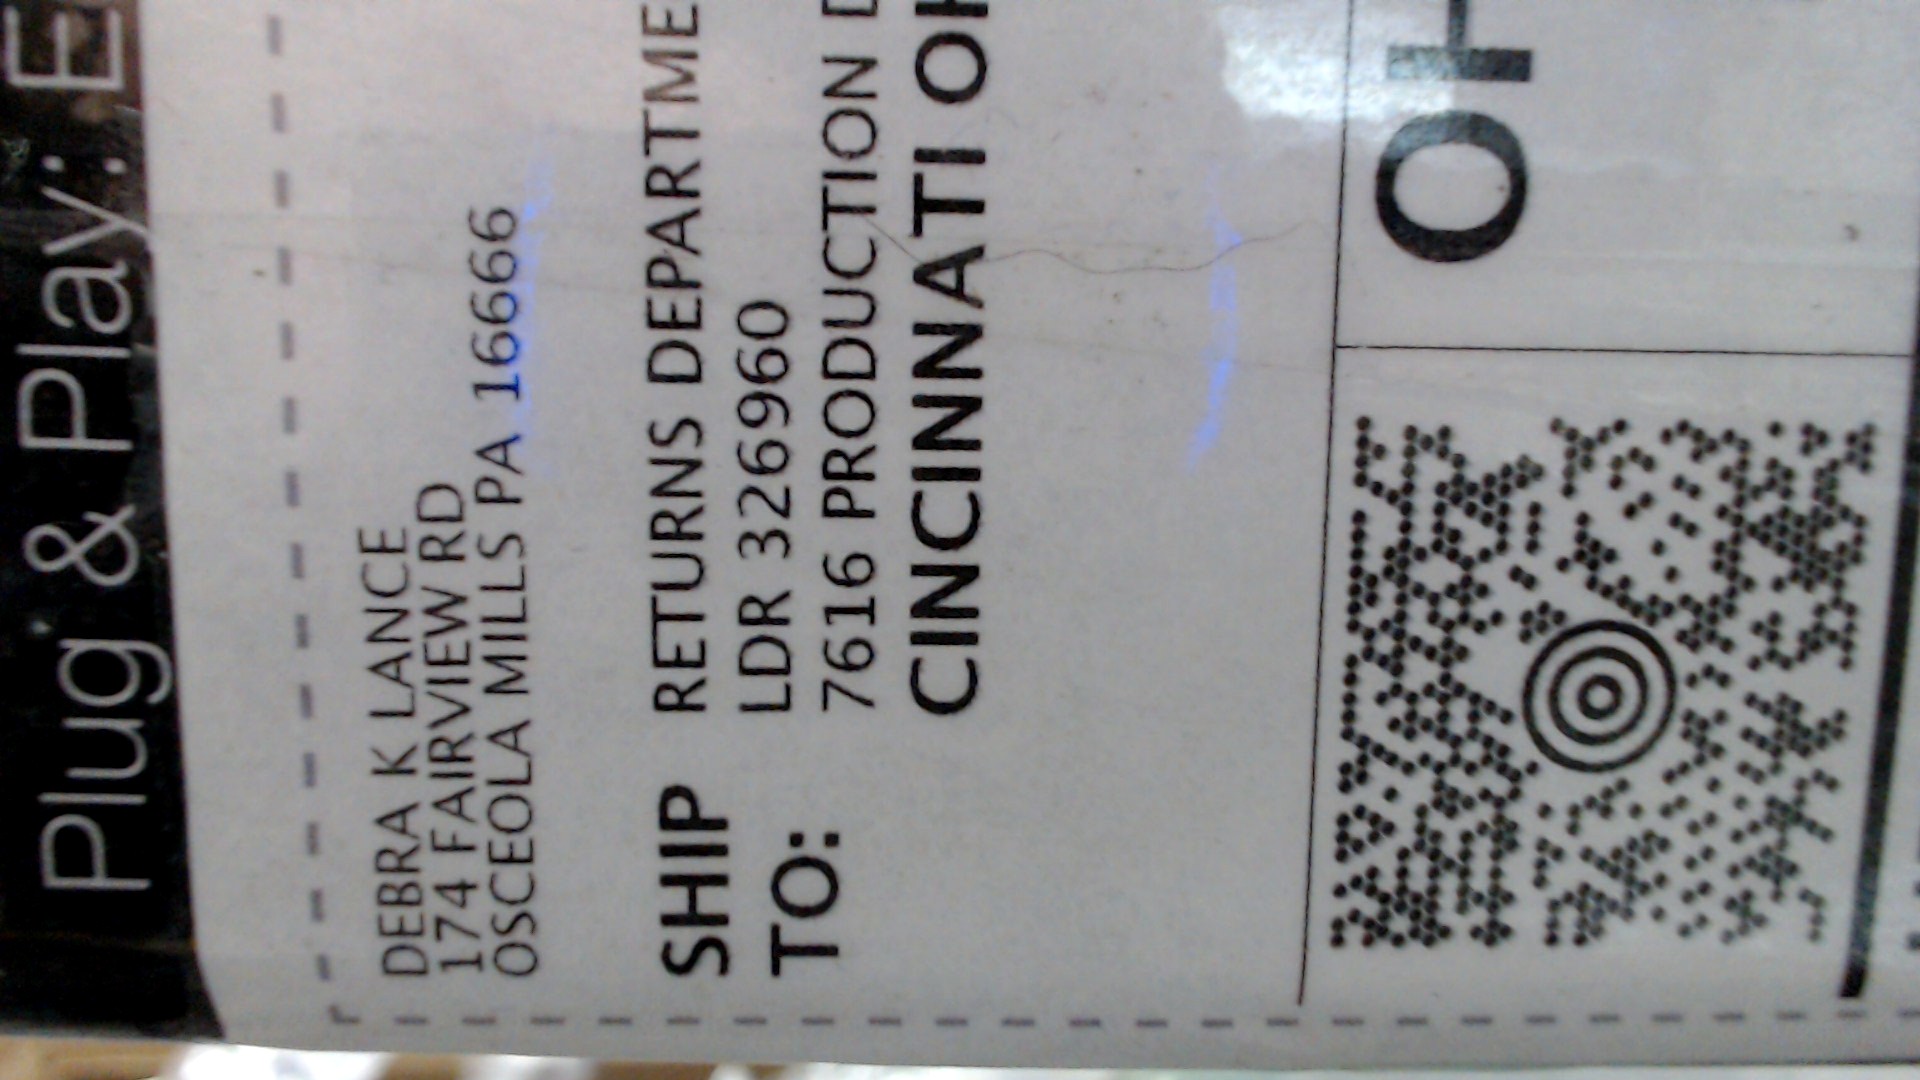 Plug & Play: E
DEBRA K LANCE
174 FAIRVIEW RD
OSCEOLA MILLS PA 16666
SHIP
TO:
RETURNS DEPARTME
LDR 326960
7616 PRODUCTION D
CINCINNATI OH
OH